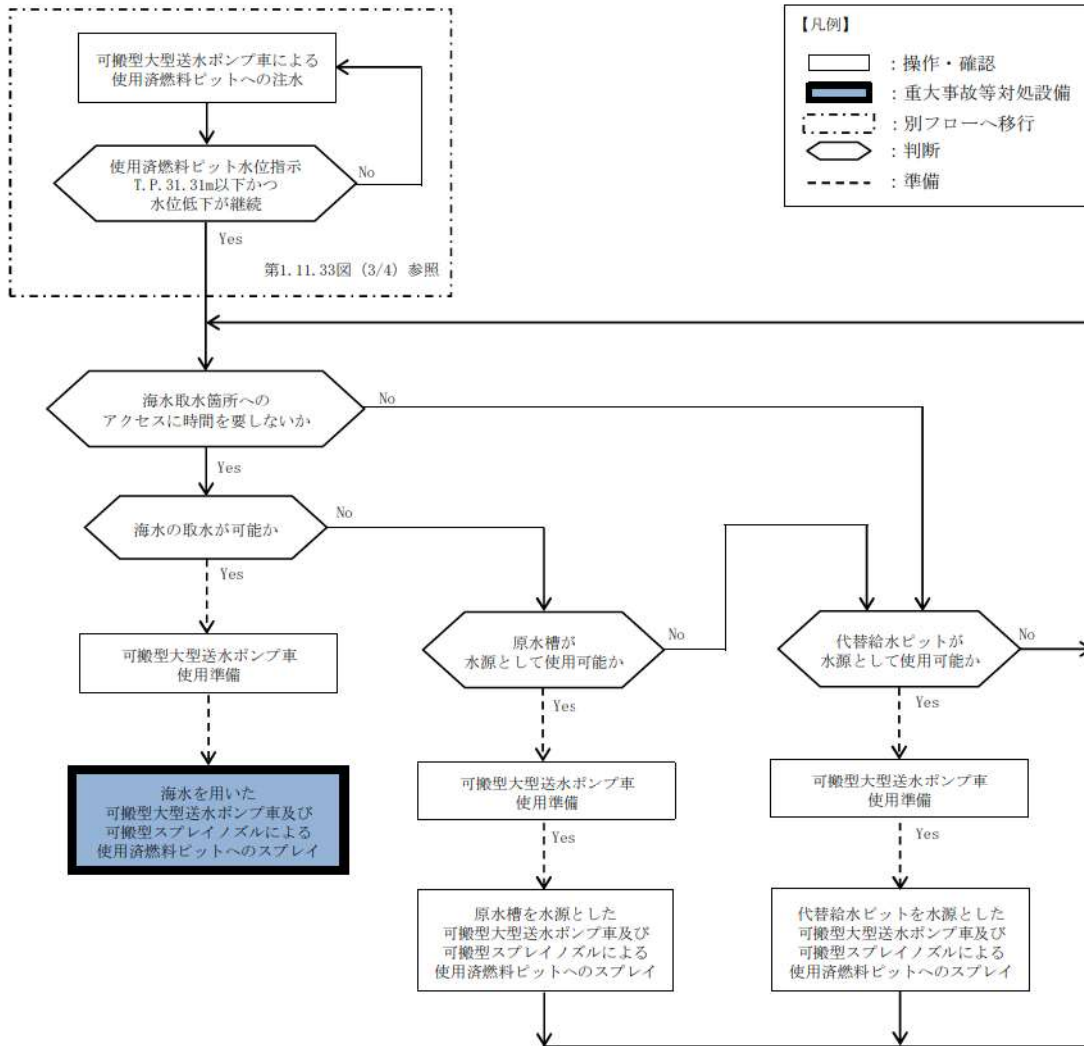 可搬型大型送水ポンプ車による
使用済燃料ピットへの注水
使用済燃料ピット水位指示
T.P.31.31m以下かつ
水位低下が継続
No
Yes
第1.11.33図 (3/4) 参照
【凡例】
:操作・確認
:重大事故等対処設備
:別フローへ移行
:判断
:準備
海水取水箇所への
アクセスに時間を要しないか
No
Yes
海水の取水が可能か
No
Yes
可搬型大型送水ポンプ車
使用準備
海水を用いた
可搬型大型送水ポンプ車及び
可搬型スプレイノズルによる
使用済燃料ピットへのスプレイ
原水槽が
水源として使用可能か
No
Yes
可搬型大型送水ポンプ車
使用準備
Yes
原水槽を水源とした
可搬型大型送水ポンプ車及び
可搬型スプレイノズルによる
使用済燃料ピットへのスプレイ
代替給水ピットが
水源として使用可能か
No
Yes
可搬型大型送水ポンプ車
使用準備
Yes
代替給水ピットを水源とした
可搬型大型送水ポンプ車及び
可搬型スプレイノズルによる
使用済燃料ピットへのスプレイ